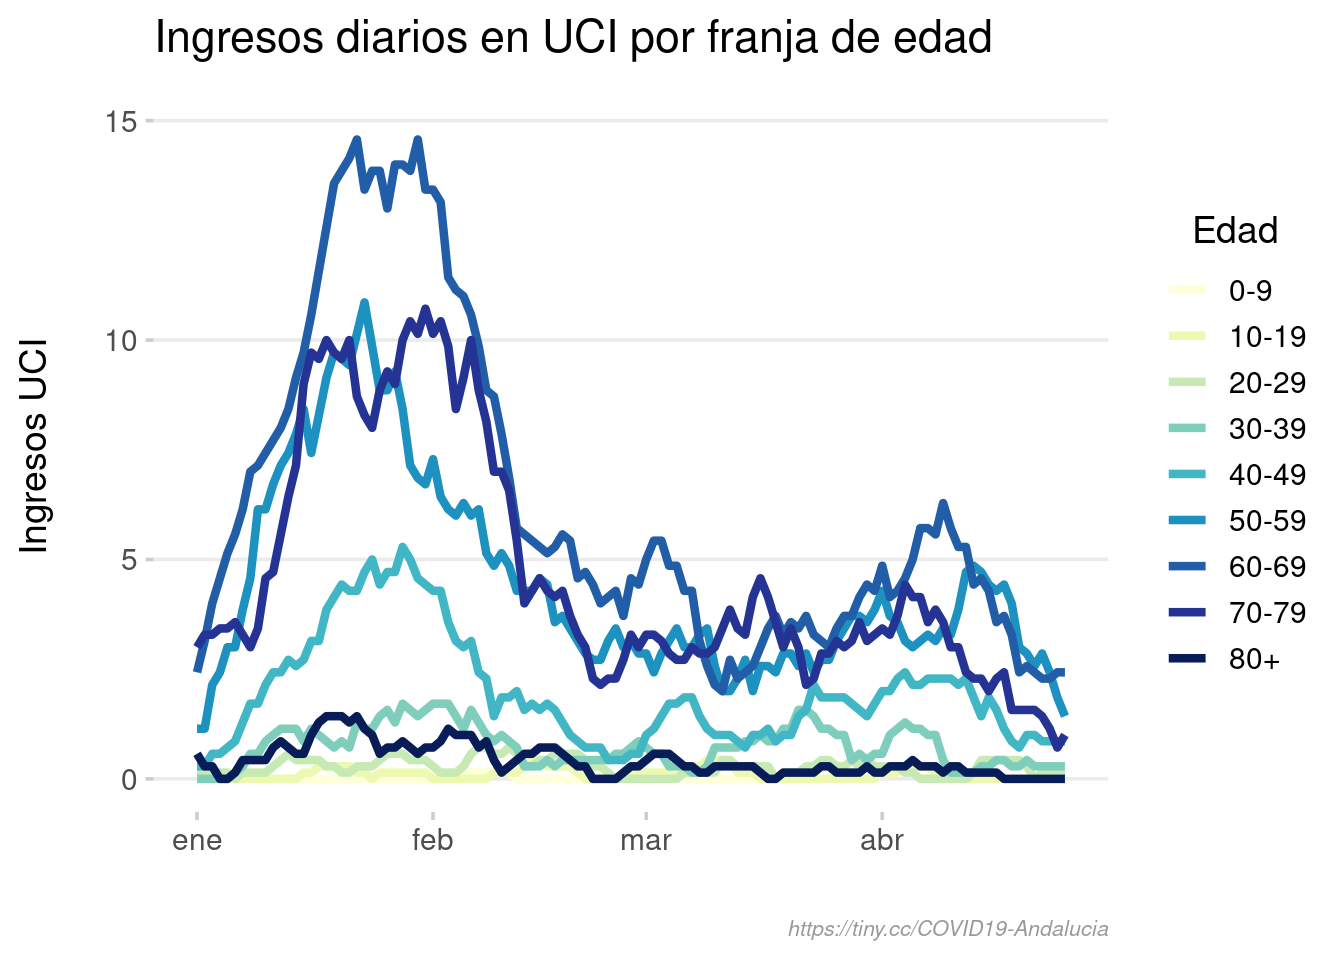 Ingresos diarios en UCI por franja de edad
Ingresos UCI
15
10
5
0
ene feb mar abr
Edad
0-9
10-19
20-29
30-39
40-49
50-59
60-69
70-79
80+
https://tiny.cc/COVID19-Andalucia